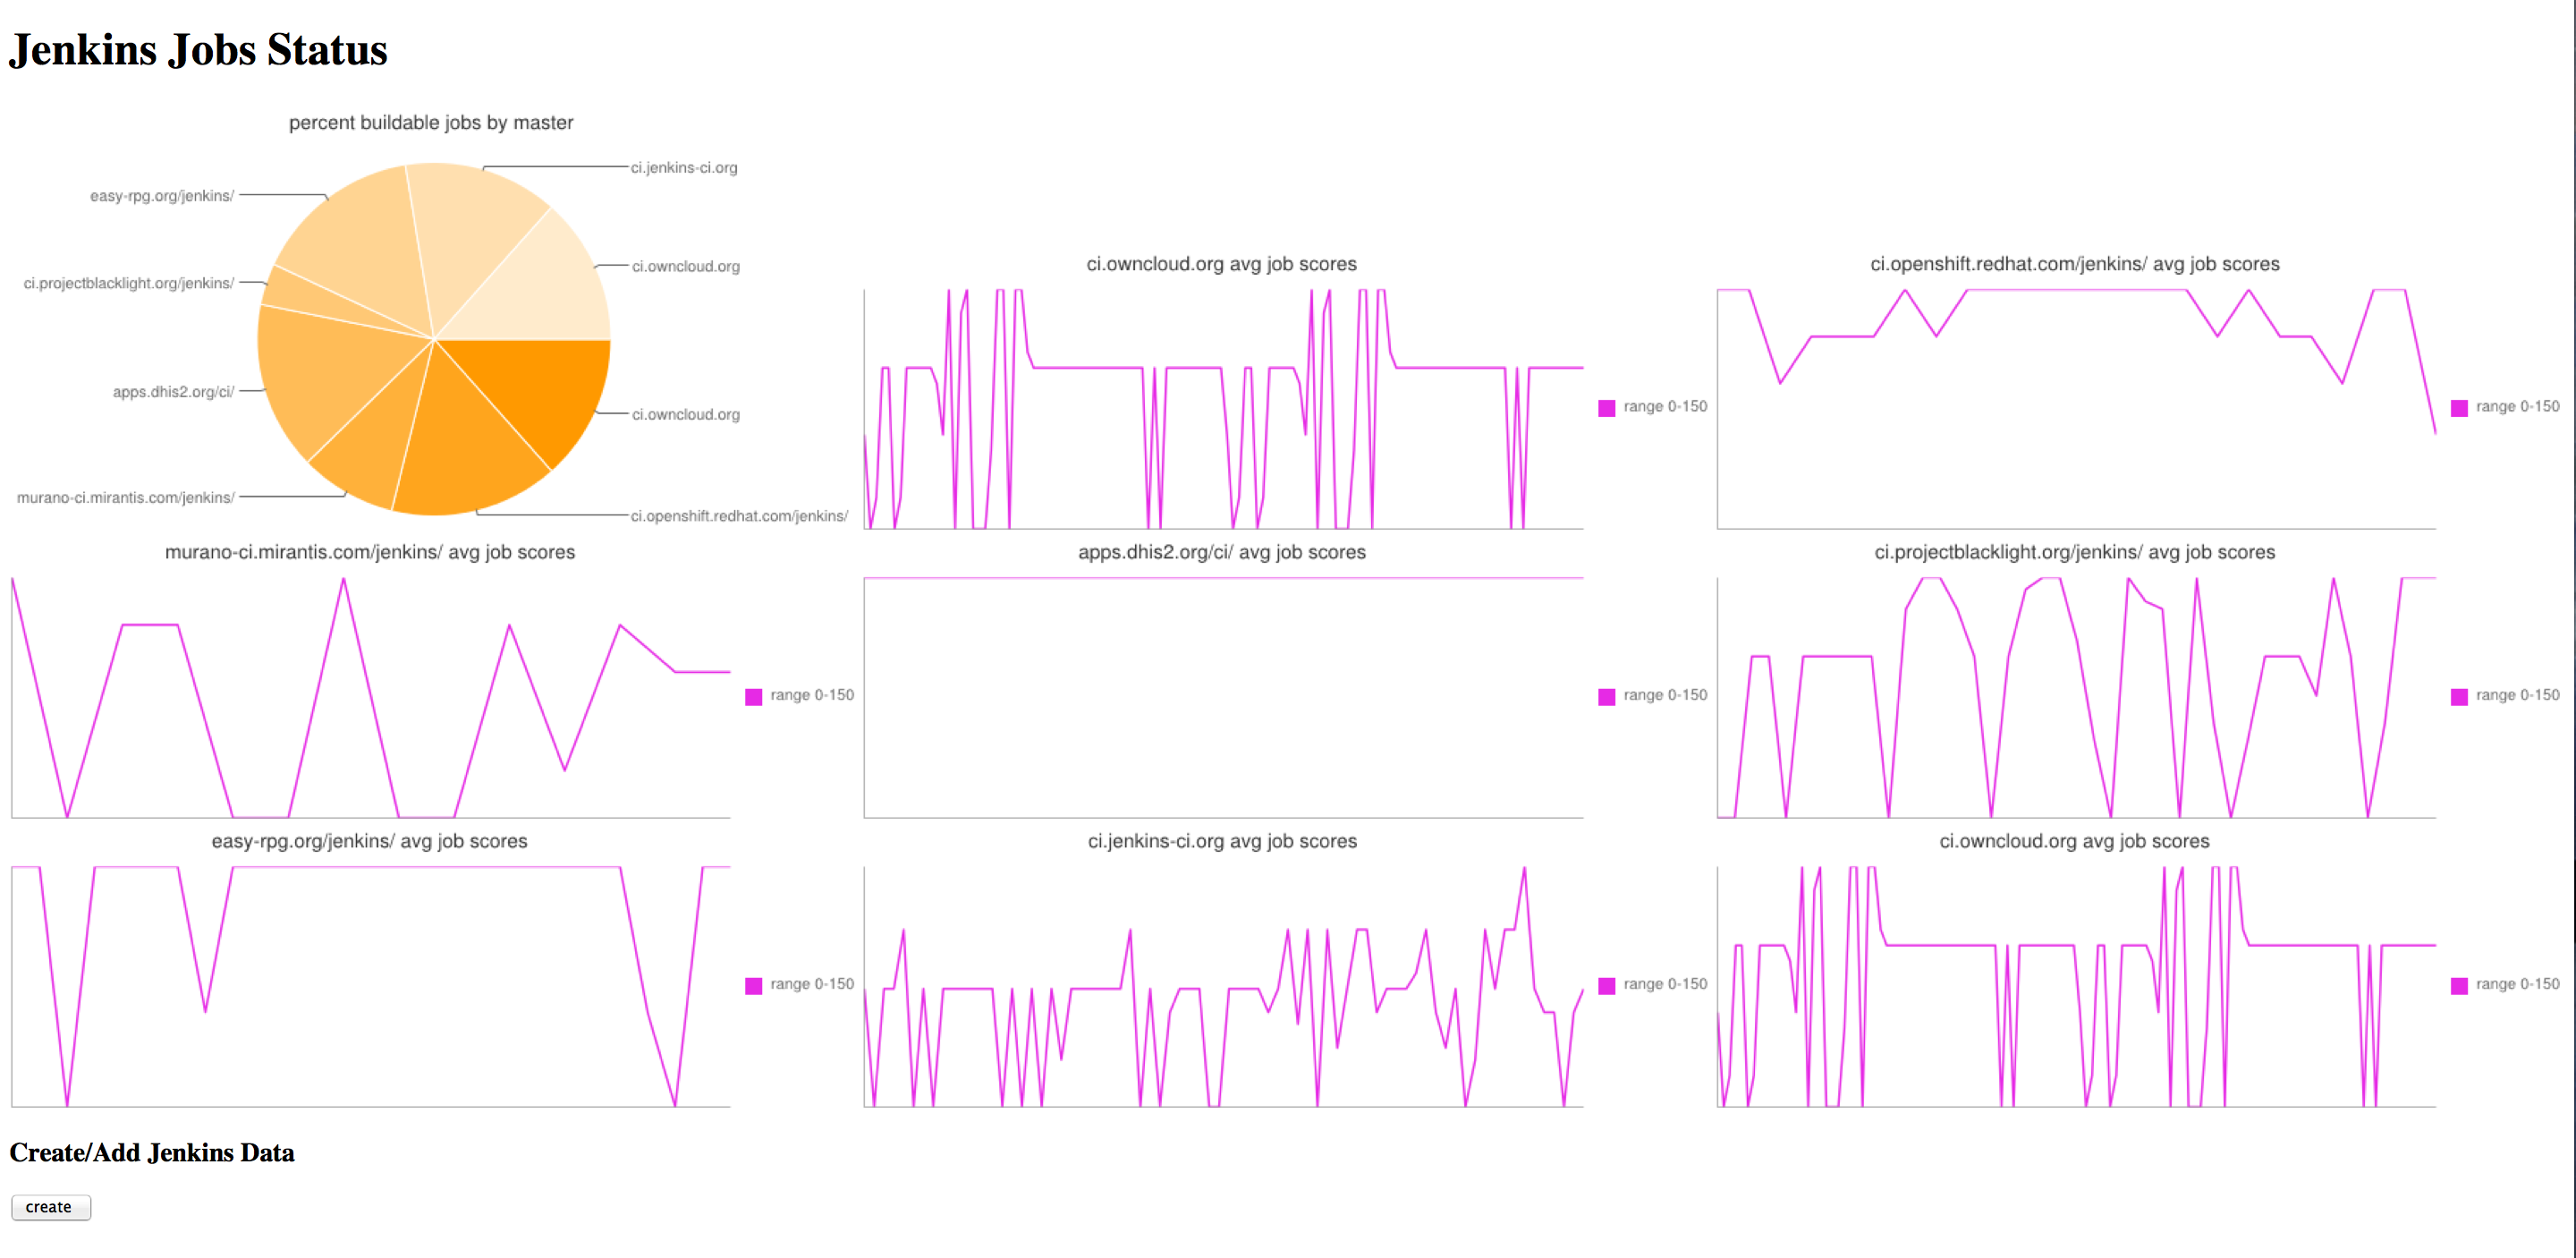 Jenkins Jobs Status
percent buildable jobs by master
ci.jenkins-ci.org
easy-rpg.org/jenkins/
ci.owncloud.org
ci.projectblacklight.org/jenkins/
apps.dhis2.org/ci/
ci.owncloud.org
murano-ci.mirantis.com/jenkins/
ci.openshift.redhat.com/jenkins/
ci.owncloud.org avg job scores
range 0-150
ci.openshift.redhat.com/jenkins/ avg job scores
range 0-150
murano-ci.mirantis.com/jenkins/ avg job scores
range 0-150
apps.dhis2.org/ci/ avg job scores
range 0-150
ci.projectblacklight.org/jenkins/ avg job scores
range 0-150
easy-rpg.org/jenkins/ avg job scores
range 0-150
ci.jenkins-ci.org avg job scores
range 0-150
ci.owncloud.org avg job scores
range 0-150
Create/Add Jenkins Data
create